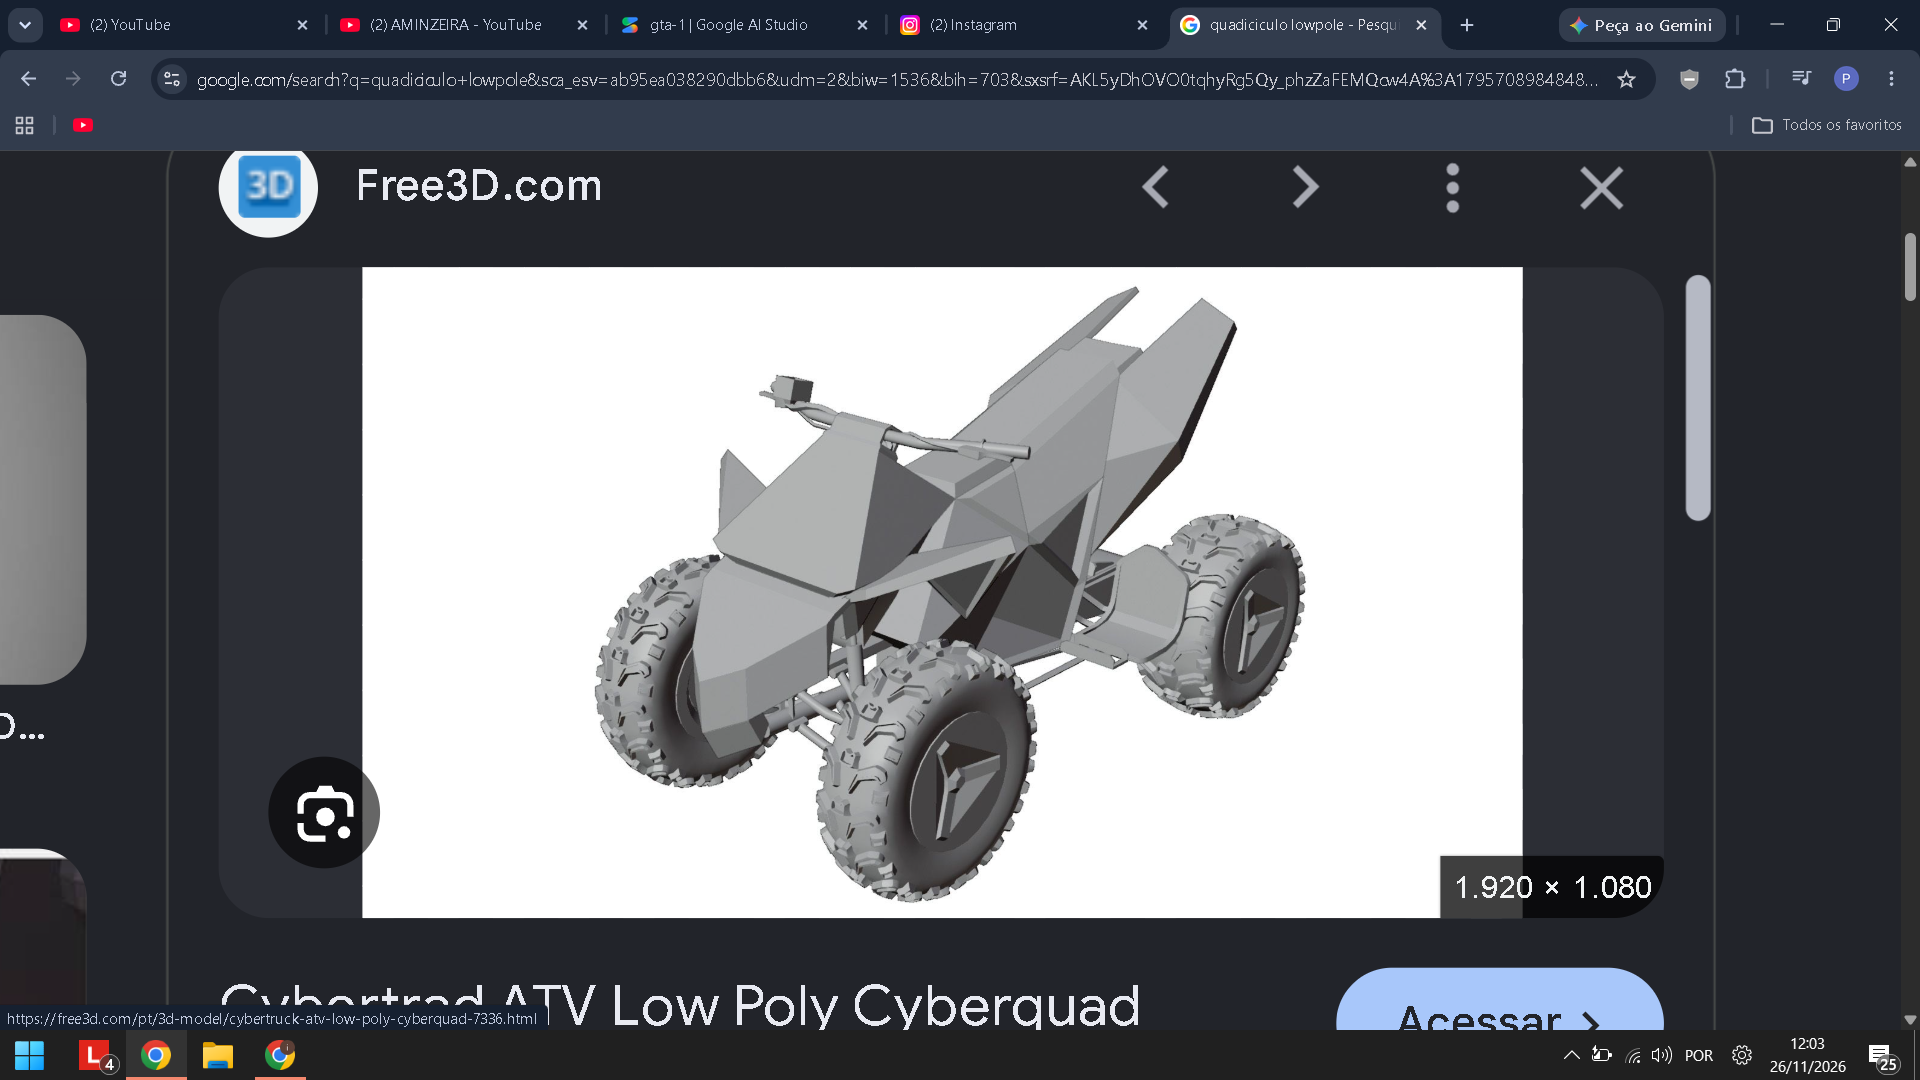 (2) YouTube
(2) AMINZEIRA - YouTube
gta-1 | Google AI Studio
(2) Instagram
quadiciculo lowpole - Pesqu
Peça ao Gemini
google.com/search?q=quadiciculo+lowpole&sca_esv=ab95ea038290dbb6&udm=2&biw=1536&bih=703&sxsrf=AKL5yDhOVO0tqhyRg5Qy_phzZaFEMQcw4A%3A1795708984848...
P
Todos os favoritos
3D
Free3D.com
D...
1.920 × 1.080
Cybertrad ATV Low Poly Cyberquad
Acessar
https://free3d.com/pt/3d-model/cybertruck-atv-low-poly-cyberquad-7336.html
L
4
POR
12:03
26/11/2026
25